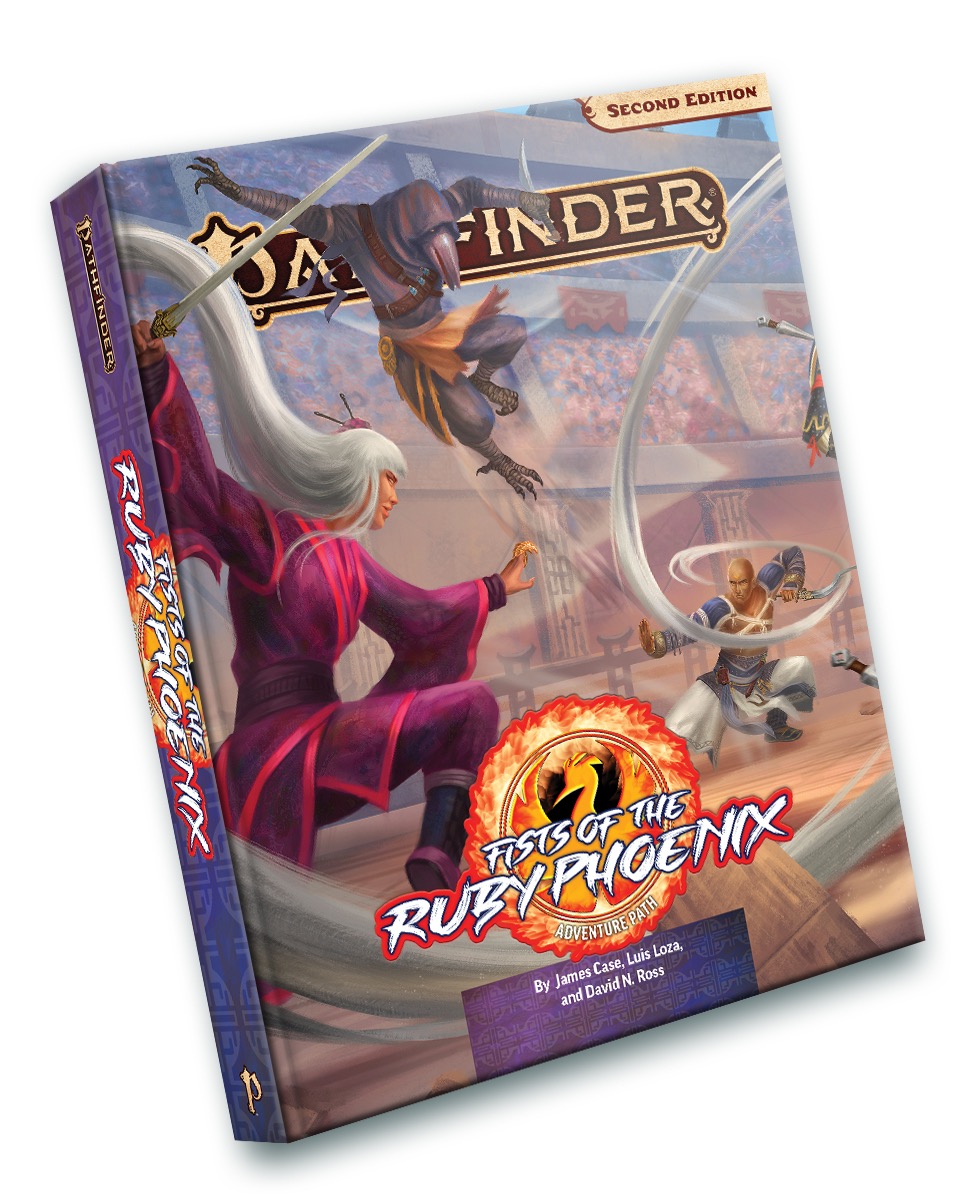 SECOND EDITION
PATHFINDER
FISTS OF THE
RUBY PHOENIX
ADVENTURE PATH
By James Case, Luis Loza,
and David N. Ross
PATHFINDER
FISTS OF THE
RUBY PHOENIX
P